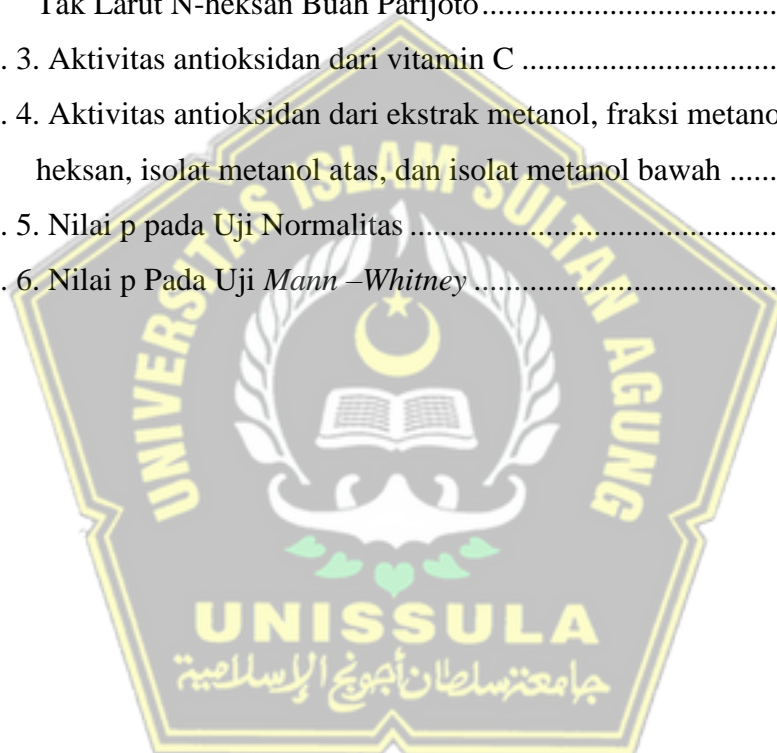 Tak Larut N-heksan Buah Parijoto
. 3. Aktivitas antioksidan dari vitamin C
. 4. Aktivitas antioksidan dari ekstrak metanol, fraksi metano
heksan, isolat metanol atas, dan isolat metanol bawah
. 5. Nilai p pada Uji Normalitas
. 6. Nilai p Pada Uji Mann –Whitney
UNIVERSITAS ISLAM SULTAN AGUNG
UNISSULA
جامعة سلطان أجونج الإسلامية